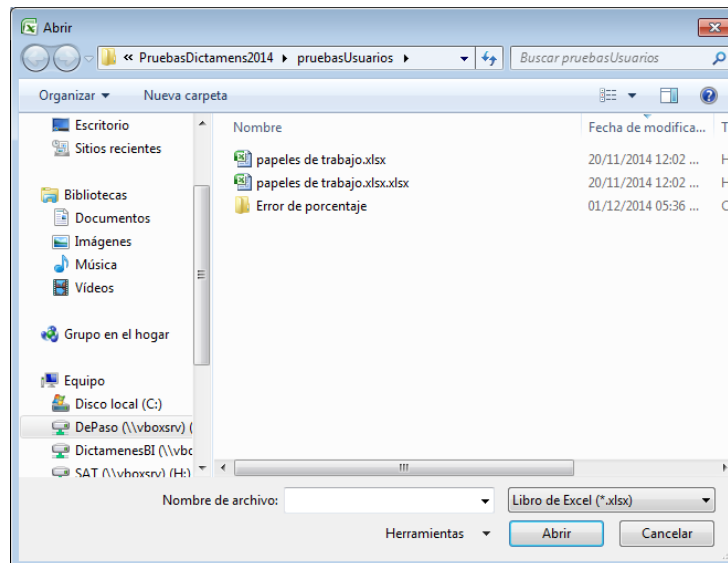 Abrir
« PruebasDictamens2014 ▸ pruebasUsuarios ▸
Buscar pruebasUsuarios
Organizar ▾ Nueva carpeta
Escritorio
Sitios recientes
Bibliotecas
Documentos
Imágenes
Música
Vídeos
Grupo en el hogar
Equipo
Disco local (C:)
DePaso (\\vboxsrv) (
DictamenesBI (\\vbc
SAT (\\vboxsrv) (H:)
Nombre Fecha de modifica... T
papeles de trabajo.xlsx 20/11/2014 12:02 ... H
papeles de trabajo.xlsx.xlsx 20/11/2014 12:02 ... H
Error de porcentaje 01/12/2014 05:36 ... C
Nombre de archivo: Libro de Excel (*.xlsx)
Herramientas ▾ Abrir Cancelar